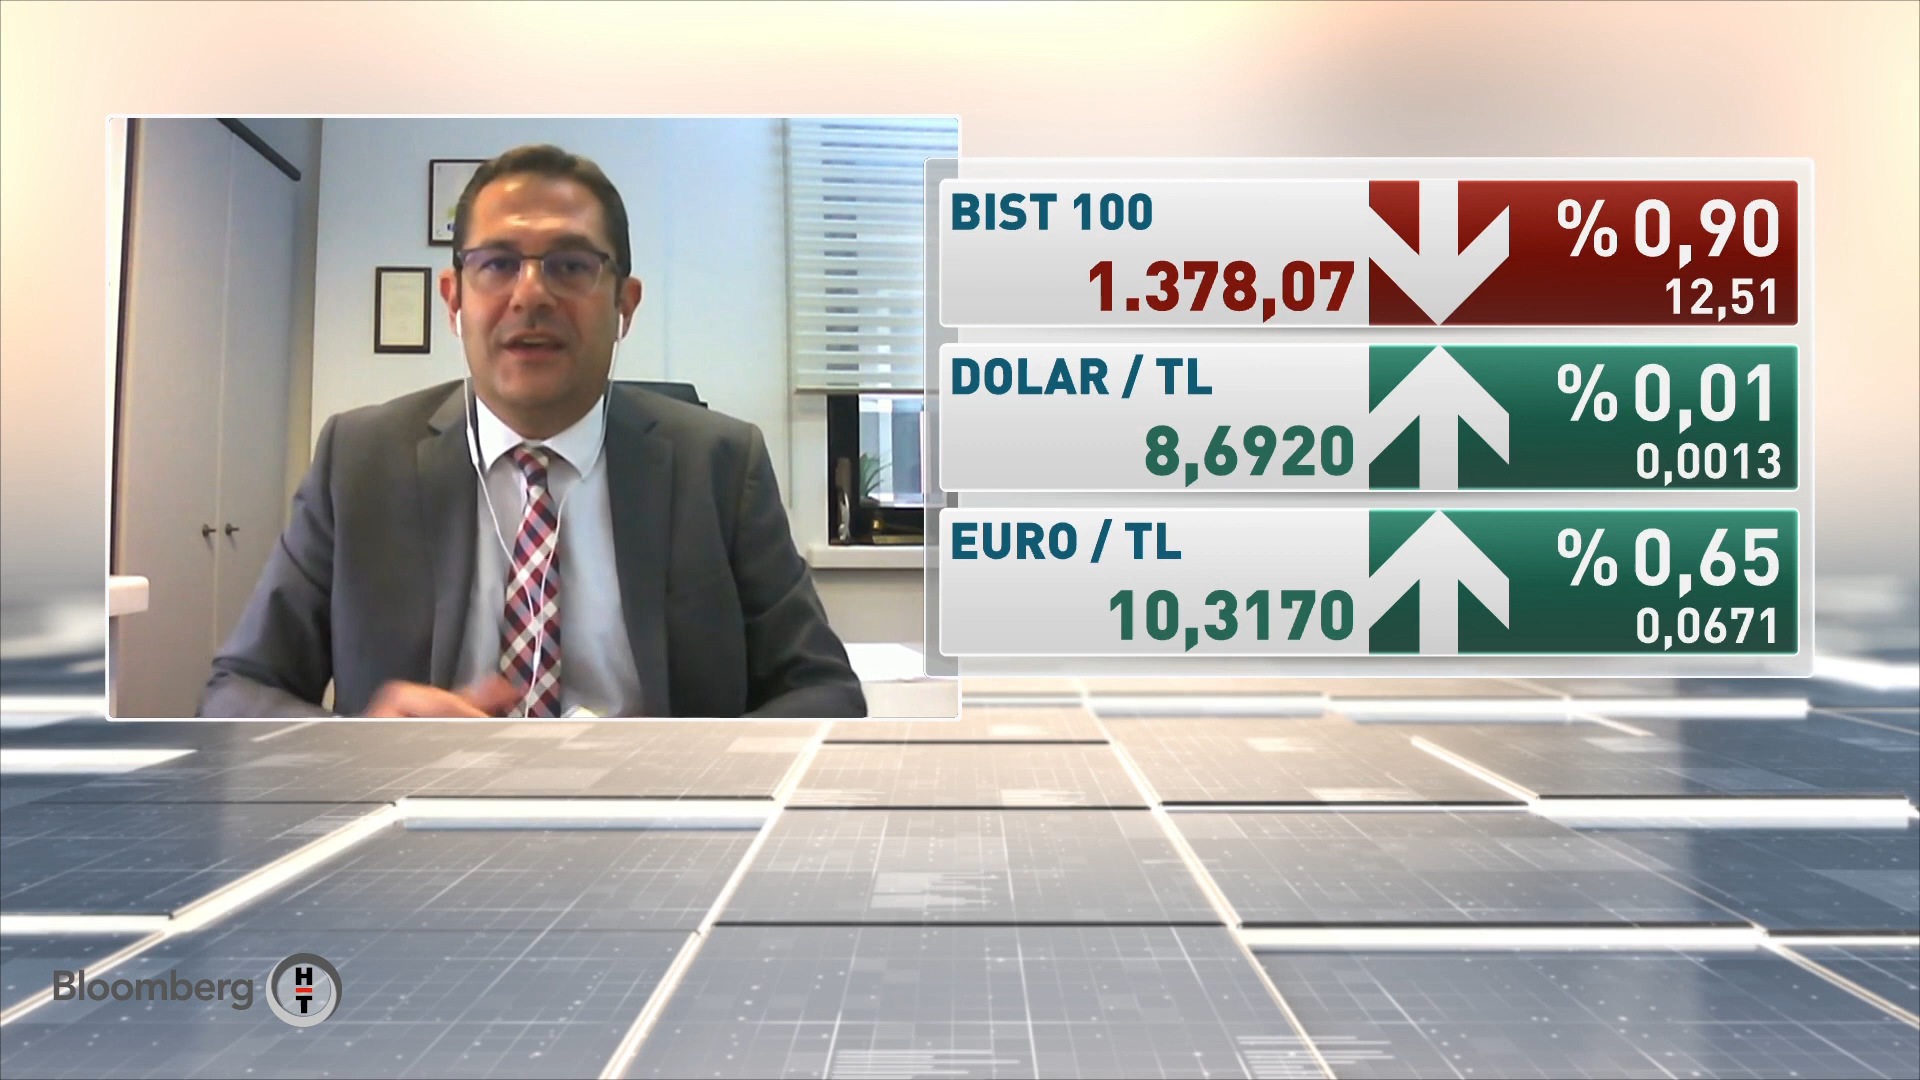 BIST 100
1.378,07
% 0,90
12,51
DOLAR / TL
8,6920
% 0,01
0,0013
EURO / TL
10,3170
% 0,65
0,0671
Bloomberg HT